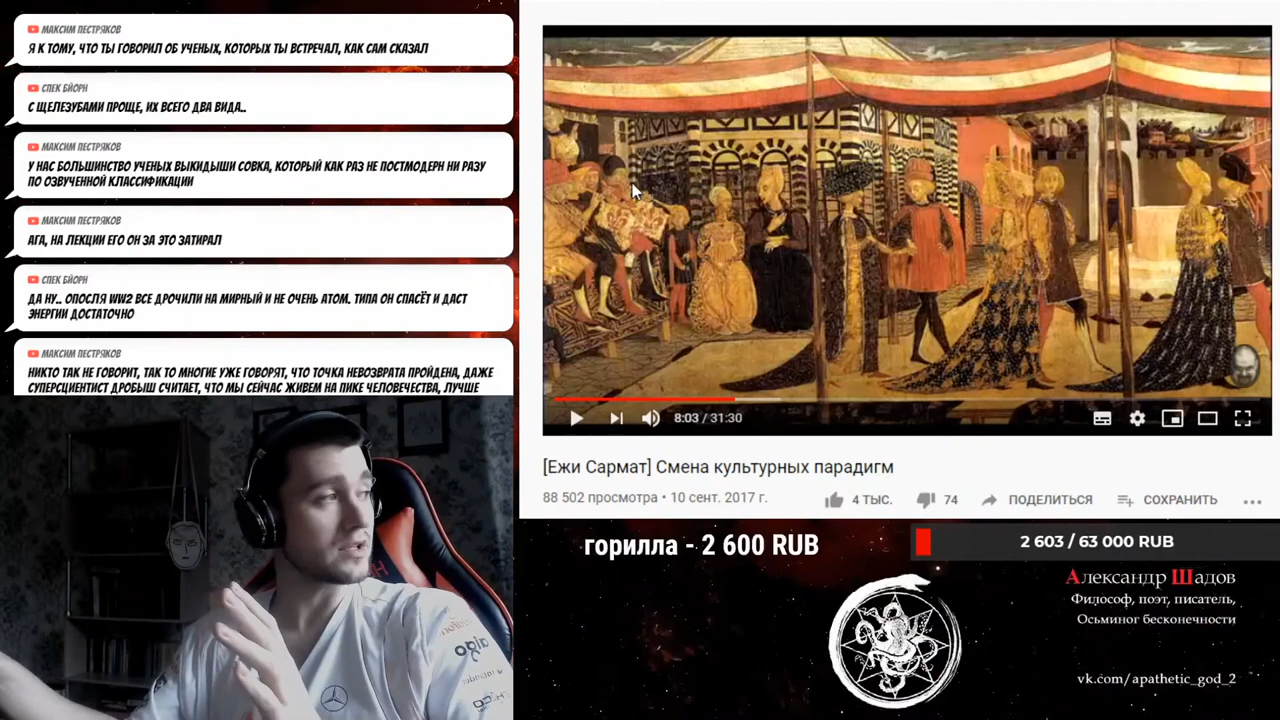 МАКСИМ ПЕСТРЯКОВ
Я К ТОМУ, ЧТО ТЫ ГОВОРИЛ ОБ УЧЕНЫХ, КОТОРЫХ ТЫ ВСТРЕЧАЛ, КАК САМ СКАЗАЛ
СПЕК БЙОРН
С ЩЕЛЕЗУБАМИ ПРОЩЕ, ИХ ВСЕГО ДВА ВИДА..
МАКСИМ ПЕСТРЯКОВ
У НАС БОЛЬШИНСТВО УЧЕНЫХ ВЫКИДЫШИ СОВКА, КОТОРЫЙ КАК РАЗ НЕ ПОСТМОДЕРН НИ РАЗУ
ПО ОЗВУЧЕННОЙ КЛАССИФИКАЦИИ
МАКСИМ ПЕСТРЯКОВ
АГА, НА ЛЕКЦИИ ЕГО ОН ЗА ЭТО ЗАТИРАЛ
СПЕК БЙОРН
ДА НУ.. ОПОСЛЯ WW2 ВСЕ ДРОЧИЛИ НА МИРНЫЙ И НЕ ОЧЕНЬ АТОМ. ТИПА ОН СПАСЁТ И ДАСТ
ЭНЕРГИИ ДОСТАТОЧНО
МАКСИМ ПЕСТРЯКОВ
НИКТО ТАК НЕ ГОВОРИТ, ТАК ТО МНОГИЕ УЖЕ ГОВОРЯТ, ЧТО ТОЧКА НЕВОЗВРАТА ПРОЙДЕНА, ДАЖЕ
СУПЕРСЦИЕНТИСТ ДРОБЫШ СЧИТАЕТ, ЧТО МЫ СЕЙЧАС ЖИВЕМ НА ПИКЕ ЧЕЛОВЕЧЕСТВА, ЛУЧШЕ
8:03 / 31:30
[Ежи Сармат] Смена культурных парадигм
88 502 просмотра • 10 сент. 2017 г.
4 ТЫС.
74
ПОДЕЛИТЬСЯ
СОХРАНИТЬ
горилла - 2 600 RUB
2 603 / 63 000 RUB
Александр Шадов
Философ, поэт, писатель,
Осьминог бесконечности
vk.com/apathetic_god_2